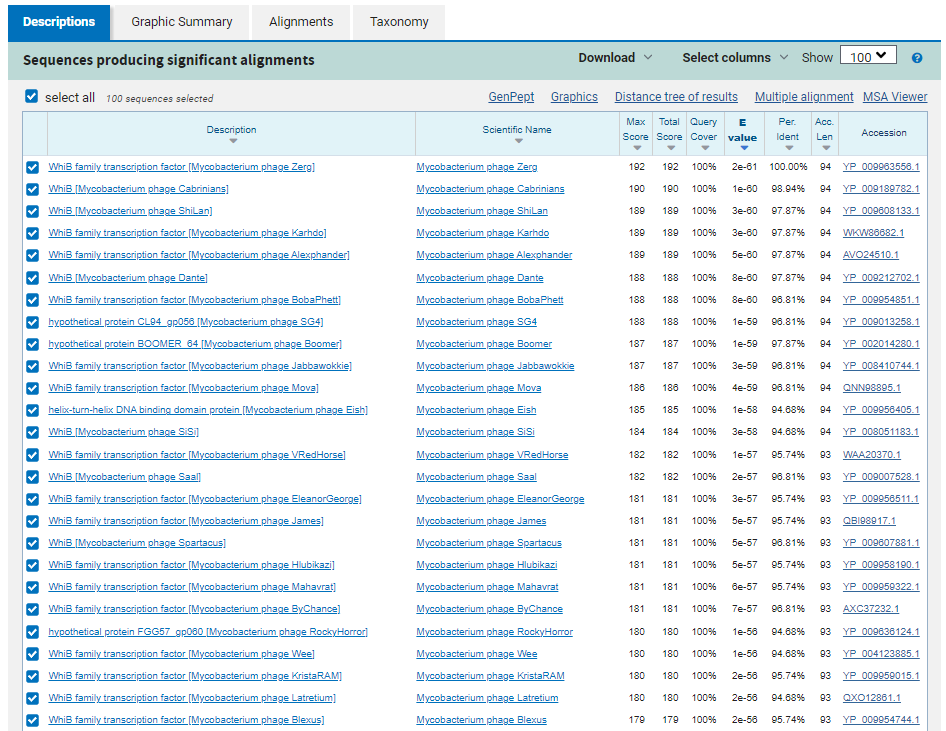 Descriptions Graphic Summary Alignments Taxonomy
Sequences producing significant alignments Download Select columns Show 100 ?
select all 100 sequences selected GenPept Graphics Distance tree of results Multiple alignment MSA Viewer
Description Scientific Name Max Score Total Score Query Cover E value Per. Ident Acc. Len Accession
WhiB family transcription factor [Mycobacterium phage Zerg] Mycobacterium phage Zerg 192 192 100% 2e-61 100.00% 94 YP_009963556.1
WhiB [Mycobacterium phage Cabrinians] Mycobacterium phage Cabrinians 190 190 100% 1e-60 98.94% 94 YP_009189782.1
WhiB [Mycobacterium phage ShiLan] Mycobacterium phage ShiLan 189 189 100% 3e-60 97.87% 94 YP_009608133.1
WhiB family transcription factor [Mycobacterium phage Karhdo] Mycobacterium phage Karhdo 189 189 100% 3e-60 97.87% 94 WKW86682.1
WhiB family transcription factor [Mycobacterium phage Alexphander] Mycobacterium phage Alexphander 189 189 100% 5e-60 97.87% 94 AVO24510.1
WhiB [Mycobacterium phage Dante] Mycobacterium phage Dante 188 188 100% 8e-60 97.87% 94 YP_009212702.1
WhiB family transcription factor [Mycobacterium phage BobaPhett] Mycobacterium phage BobaPhett 188 188 100% 8e-60 96.81% 94 YP_009954851.1
hypothetical protein CL94_gp056 [Mycobacterium phage SG4] Mycobacterium phage SG4 188 188 100% 1e-59 96.81% 94 YP_009013258.1
hypothetical protein BOOMER_64 [Mycobacterium phage Boomer] Mycobacterium phage Boomer 187 187 100% 1e-59 97.87% 94 YP_002014280.1
WhiB family transcription factor [Mycobacterium phage Jabbawokkie] Mycobacterium phage Jabbawokkie 187 187 100% 3e-59 96.81% 94 YP_008410744.1
WhiB family transcription factor [Mycobacterium phage Mova] Mycobacterium phage Mova 186 186 100% 4e-59 96.81% 94 QNN98895.1
helix-turn-helix DNA binding domain protein [Mycobacterium phage Eish] Mycobacterium phage Eish 185 185 100% 1e-58 94.68% 94 YP_009956405.1
WhiB [Mycobacterium phage SiSi] Mycobacterium phage SiSi 184 184 100% 3e-58 94.68% 94 YP_008051183.1
WhiB family transcription factor [Mycobacterium phage VRedHorse] Mycobacterium phage VRedHorse 182 182 100% 1e-57 95.74% 93 WAA20370.1
WhiB [Mycobacterium phage Saal] Mycobacterium phage Saal 182 182 100% 2e-57 96.81% 93 YP_009007528.1
WhiB family transcription factor [Mycobacterium phage EleanorGeorge] Mycobacterium phage EleanorGeorge 181 181 100% 3e-57 95.74% 93 YP_009956511.1
WhiB family transcription factor [Mycobacterium phage James] Mycobacterium phage James 181 181 100% 5e-57 95.74% 93 QBI98917.1
WhiB [Mycobacterium phage Spartacus] Mycobacterium phage Spartacus 181 181 100% 5e-57 96.81% 93 YP_009607881.1
WhiB family transcription factor [Mycobacterium phage Hlubikazi] Mycobacterium phage Hlubikazi 181 181 100% 5e-57 95.74% 93 YP_009958190.1
WhiB family transcription factor [Mycobacterium phage Mahavrat] Mycobacterium phage Mahavrat 181 181 100% 6e-57 95.74% 93 YP_009959322.1
WhiB family transcription factor [Mycobacterium phage ByChance] Mycobacterium phage ByChance 181 181 100% 7e-57 96.81% 93 AXC37232.1
hypothetical protein FGG57_gp060 [Mycobacterium phage RockyHorror] Mycobacterium phage RockyHorror 180 180 100% 1e-56 94.68% 93 YP_009636124.1
WhiB family transcription factor [Mycobacterium phage Wee] Mycobacterium phage Wee 180 180 100% 1e-56 94.68% 93 YP_004123885.1
WhiB family transcription factor [Mycobacterium phage KristaRAM] Mycobacterium phage KristaRAM 180 180 100% 2e-56 95.74% 93 YP_009959015.1
WhiB family transcription factor [Mycobacterium phage Latretium] Mycobacterium phage Latretium 180 180 100% 2e-56 94.68% 93 QXO12861.1
WhiB family transcription factor [Mycobacterium phage Blexus] Mycobacterium phage Blexus 179 179 100% 2e-56 95.74% 93 YP_009954744.1